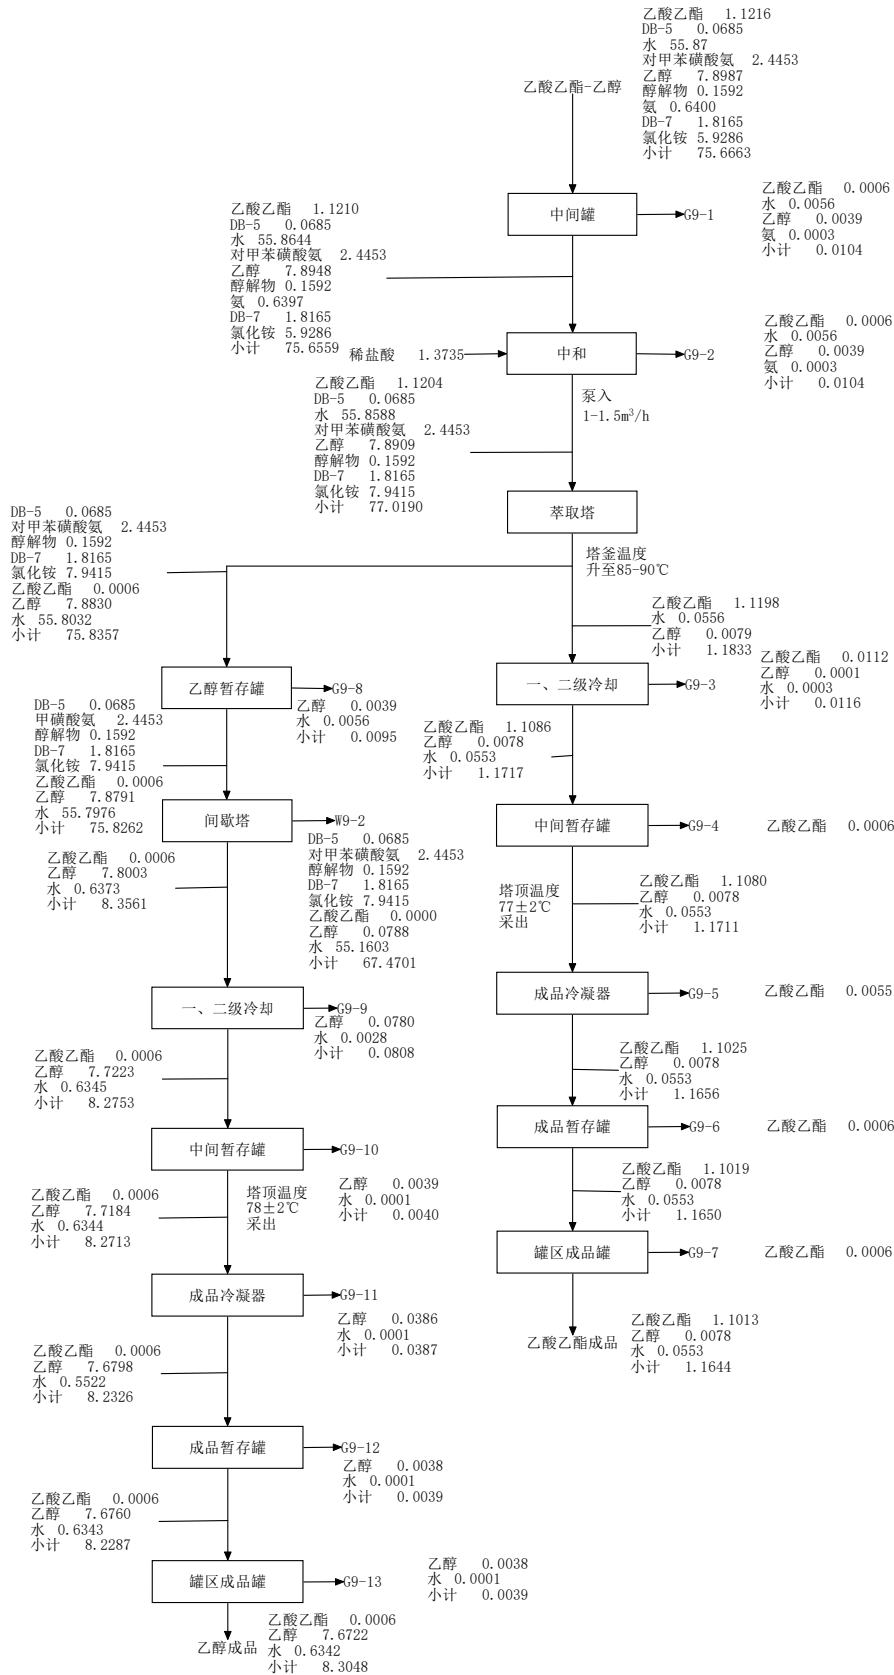 乙酸乙酯 1.1216
DB-5 0.0685
水 55.87
对甲苯磺酸氨 2.4453
乙醇 7.8987
醇解物 0.1592
氨 0.6400
DB-7 1.8165
氯化铵 5.9286
小计 75.6663
乙酸乙酯-乙醇
中间罐
G9-1
乙酸乙酯 0.0006
水 0.0056
乙醇 0.0039
氨 0.0003
小计 0.0104
乙酸乙酯 1.1210
DB-5 0.0685
水 55.8644
对甲苯磺酸氨 2.4453
乙醇 7.8948
醇解物 0.1592
氨 0.6397
DB-7 1.8165
氯化铵 5.9286
小计 75.6559
稀盐酸 1.3735
中和
G9-2
乙酸乙酯 0.0006
水 0.0056
乙醇 0.0039
氨 0.0003
小计 0.0104
泵入
1-1.5m³/h
乙酸乙酯 1.1204
DB-5 0.0685
水 55.8588
对甲苯磺酸氨 2.4453
乙醇 7.8909
醇解物 0.1592
DB-7 1.8165
氯化铵 7.9415
小计 77.0190
萃取塔
塔釜温度
升至85-90℃
DB-5 0.0685
对甲苯磺酸氨 2.4453
醇解物 0.1592
DB-7 1.8165
氯化铵 7.9415
乙酸乙酯 0.0006
乙醇 7.8830
水 55.8032
小计 75.8357
乙酸乙酯 1.1198
水 0.0556
乙醇 0.0079
小计 1.1833
乙醇暂存罐
G9-8
乙醇 0.0039
水 0.0056
小计 0.0095
一、二级冷却
G9-3
乙酸乙酯 0.0112
乙醇 0.0001
水 0.0003
小计 0.0116
DB-5 0.0685
甲磺酸氨 2.4453
醇解物 0.1592
DB-7 1.8165
氯化铵 7.9415
乙酸乙酯 0.0006
乙醇 7.8791
水 55.7976
小计 75.8262
乙酸乙酯 1.1086
乙醇 0.0078
水 0.0553
小计 1.1717
间歇塔
W9-2
DB-5 0.0685
对甲苯磺酸氨 2.4453
醇解物 0.1592
DB-7 1.8165
氯化铵 7.9415
乙酸乙酯 0.0000
乙醇 0.0788
水 55.1603
小计 67.4701
中间暂存罐
G9-4
乙酸乙酯 0.0006
乙酸乙酯 0.0006
乙醇 7.8003
水 0.6373
小计 8.3561
塔顶温度
77±2℃
采出
乙酸乙酯 1.1080
乙醇 0.0078
水 0.0553
小计 1.1711
一、二级冷却
G9-9
乙醇 0.0780
水 0.0028
小计 0.0808
成品冷凝器
G9-5
乙酸乙酯 0.0055
乙酸乙酯 0.0006
乙醇 7.7223
水 0.6345
小计 8.2753
乙酸乙酯 1.1025
乙醇 0.0078
水 0.0553
小计 1.1656
中间暂存罐
G9-10
乙醇 0.0039
水 0.0001
小计 0.0040
成品暂存罐
G9-6
乙酸乙酯 0.0006
乙酸乙酯 0.0006
乙醇 7.7184
水 0.6344
小计 8.2713
塔顶温度
78±2℃
采出
乙酸乙酯 1.1019
乙醇 0.0078
水 0.0553
小计 1.1650
成品冷凝器
G9-11
乙醇 0.0386
水 0.0001
小计 0.0387
罐区成品罐
G9-7
乙酸乙酯 0.0006
乙酸乙酯成品
乙酸乙酯 1.1013
乙醇 0.0078
水 0.0553
小计 1.1644
乙酸乙酯 0.0006
乙醇 7.6798
水 0.5522
小计 8.2326
成品暂存罐
G9-12
乙醇 0.0038
水 0.0001
小计 0.0039
乙酸乙酯 0.0006
乙醇 7.6760
水 0.6343
小计 8.2287
罐区成品罐
G9-13
乙醇 0.0038
水 0.0001
小计 0.0039
乙醇成品
乙酸乙酯 0.0006
乙醇 7.6722
水 0.6342
小计 8.3048